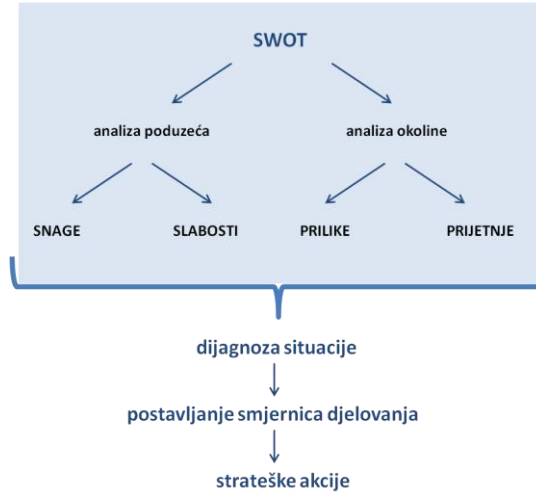 SWOT
analiza poduzeća
analiza okoline
SNAGE
SLABOSTI
PRILIKE
PRIJETNJE
dijagnoza situacije
postavljanje smjernica djelovanja
strateške akcije